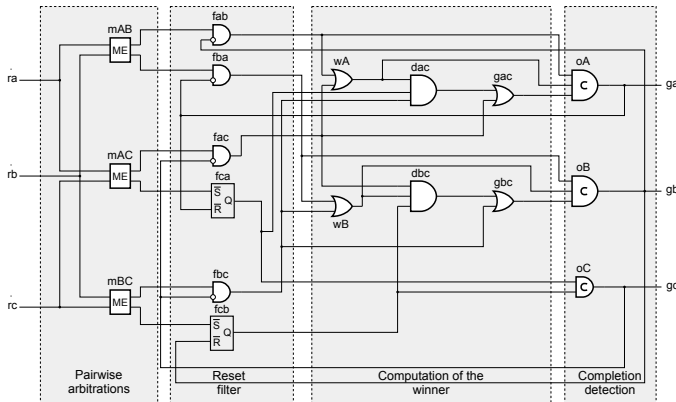 mAB
ME
ra
mAC
ME
rb
mBC
ME
rc
Pairwise
arbitrations
fab
fba
fac
fca
S
Q
R
fbc
fcb
S
Q
R
Reset
filter
wA
dac
gac
dbc
gbc
wB
Computation of the
winner
oA
C
ga
oB
C
gb
oC
C
gc
Completion
detection